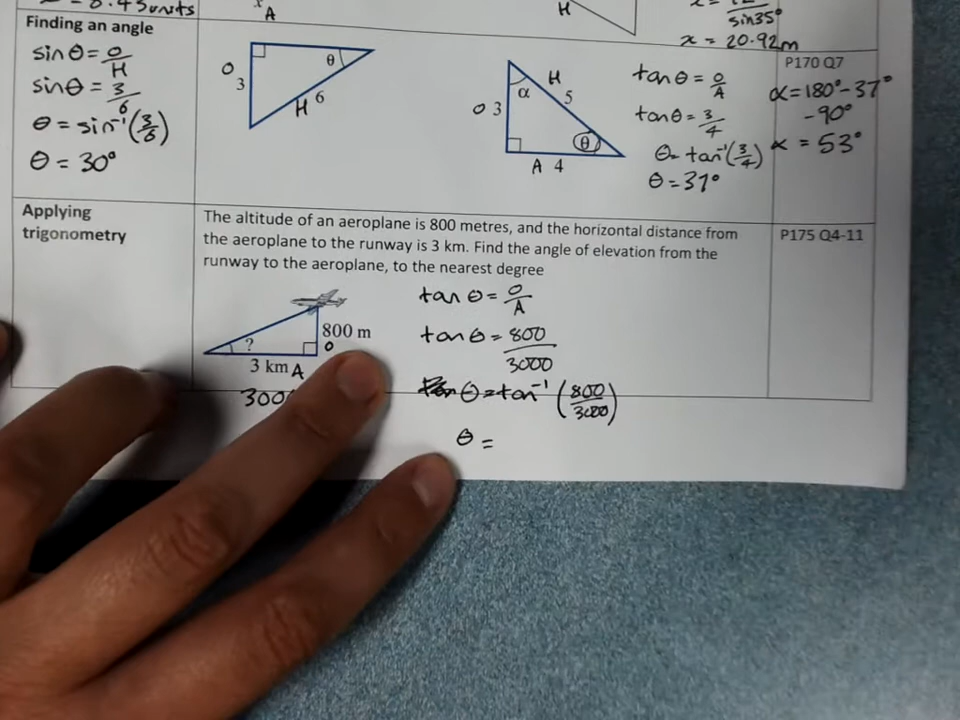 A
H
sin35°
x = 20.92m
Finding an angle
sinθ = O/H
sinθ = 3/6
θ = sin⁻¹(3/6)
θ = 30°
O
3
θ
H 6
O 3
α
H
5
θ
A 4
tanθ = O/A
tanθ = 3/4
θ = tan⁻¹(3/4)
θ = 37°
P170 Q7
α = 180° - 37°
- 90°
α = 53°
Applying
trigonometry
The altitude of an aeroplane is 800 metres, and the horizontal distance from
the aeroplane to the runway is 3 km. Find the angle of elevation from the
runway to the aeroplane, to the nearest degree
?
800 m
O
3 km A
300
tan θ = O/A
tan θ = 800/3000
θ = tan⁻¹(800/3000)
θ =
P175 Q4-11